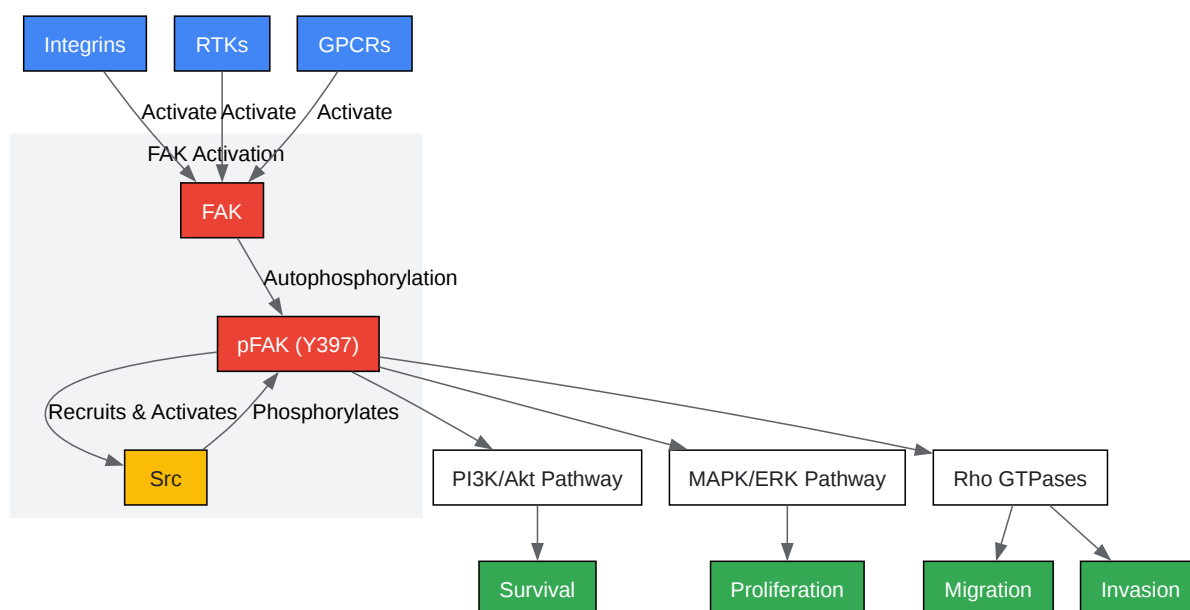 Integrins
RTKs
GPCRs
Activate
Activate
Activate
FAK Activation
FAK
Autophosphorylation
pFAK (Y397)
Recruits & Activates
Phosphorylates
Src
PI3K/Akt Pathway
MAPK/ERK Pathway
Rho GTPases
Survival
Proliferation
Migration
Invasion